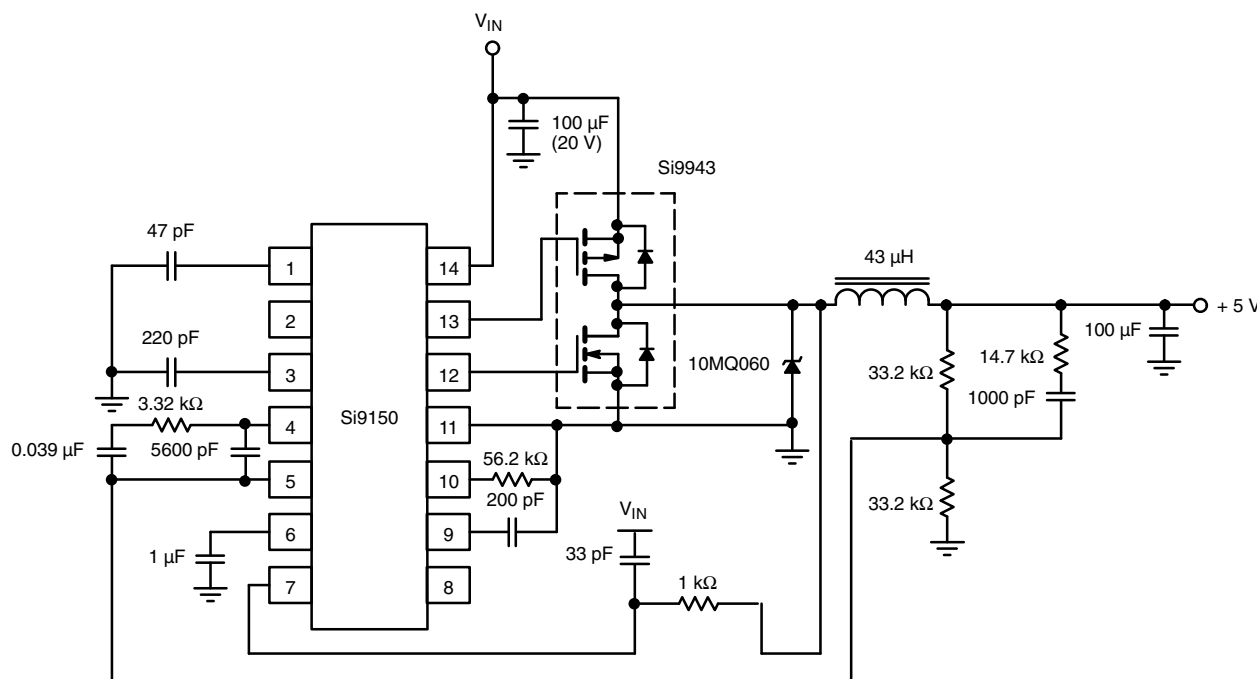 V_IN
100 µF
(20 V)
Si9943
47 pF
1
14
43 µH
2
13
+ 5 V
220 pF
100 µF
3
12
10MQ060
14.7 kΩ
33.2 kΩ
1000 pF
3.32 kΩ
Si9150
4
11
0.039 µF
5600 pF
56.2 kΩ
5
10
200 pF
33.2 kΩ
V_IN
6
9
1 µF
33 pF
7
8
1 kΩ